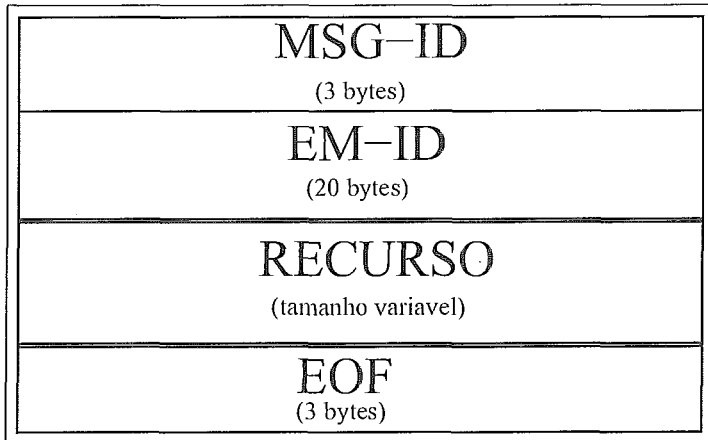 MSG–ID
(3 bytes)
EM–ID
(20 bytes)
RECURSO
(tamanho variavel)
EOF
(3 bytes)